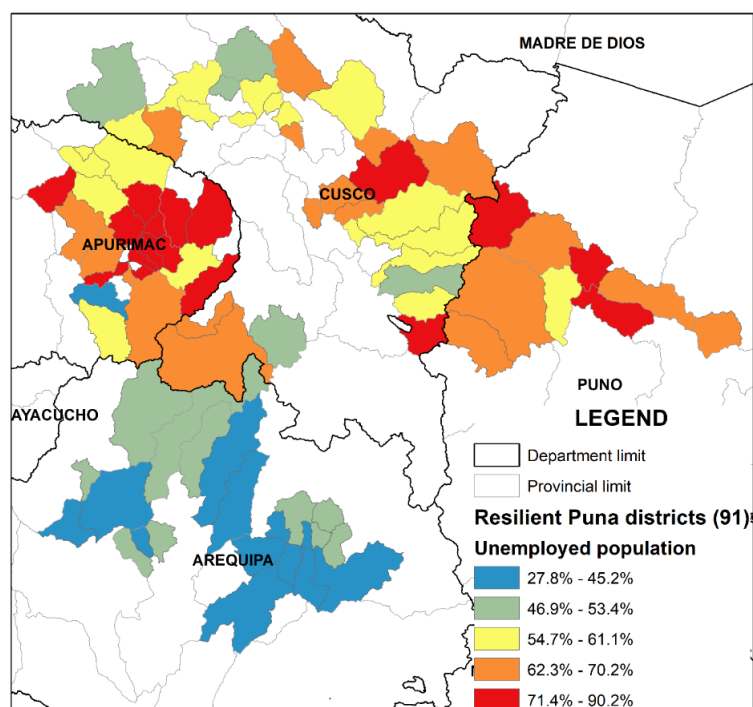 MADRE DE DIOS
CUSCO
APURIMAC
PUNO
AYACUCHO
LEGEND
Department limit
Provincial limit
Resilient Puna districts (91)
Unemployed population
AREQUIPA
27.8% - 45.2%
46.9% - 53.4%
54.7% - 61.1%
62.3% - 70.2%
71.4% - 90.2%